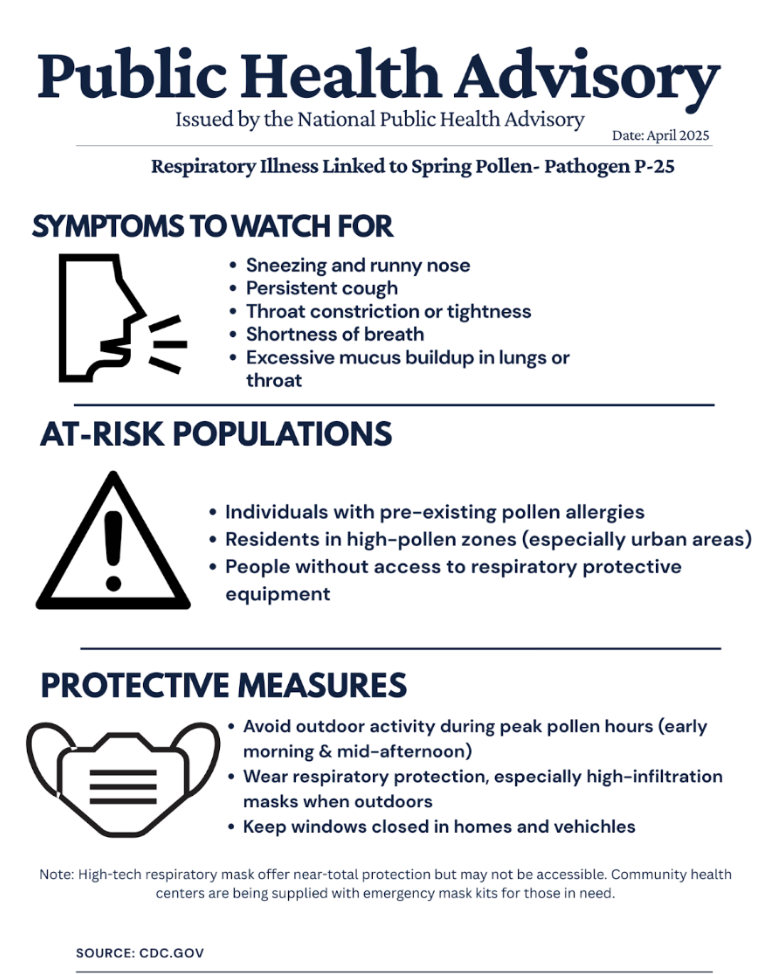 Public Health Advisory
Issued by the National Public Health Advisory
Date: April 2025
Respiratory Illness Linked to Spring Pollen- Pathogen P-25
SYMPTOMS TO WATCH FOR
• Sneezing and runny nose
• Persistent cough
• Throat constriction or tightness
• Shortness of breath
• Excessive mucus buildup in lungs or
throat
AT-RISK POPULATIONS
• Individuals with pre-existing pollen allergies
• Residents in high-pollen zones (especially urban areas)
• People without access to respiratory protective
equipment
PROTECTIVE MEASURES
• Avoid outdoor activity during peak pollen hours (early
morning & mid-afternoon)
• Wear respiratory protection, especially high-infiltration
masks when outdoors
• Keep windows closed in homes and vehichles
Note: High-tech respiratory mask offer near-total protection but may not be accessible. Community health
centers are being supplied with emergency mask kits for those in need.
SOURCE: CDC.GOV